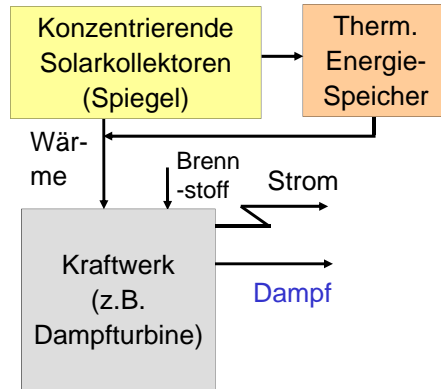 Konzentrierende
Solarkollektoren
(Spiegel)
Therm.
Energie-
Speicher
Wär-
me
Brenn
-stoff
Strom
Kraftwerk
(z.B.
Dampfturbine)
Dampf